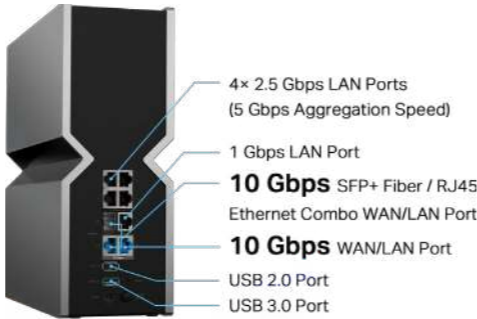 4× 2.5 Gbps LAN Ports
(5 Gbps Aggregation Speed)
1 Gbps LAN Port
10 Gbps SFP+ Fiber / RJ45
Ethernet Combo WAN/LAN Port
10 Gbps WAN/LAN Port
USB 2.0 Port
USB 3.0 Port